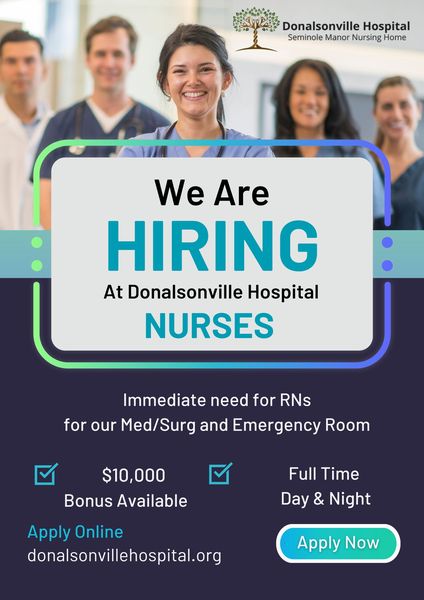 Donalsonville Hospital
Seminole Manor Nursing Home
We Are
HIRING
At Donalsonville Hospital
NURSES
Immediate need for RNs
for our Med/Surg and Emergency Room
$10,000
Bonus Available
Full Time
Day & Night
Apply Online
donalsonvillehospital.org
Apply Now